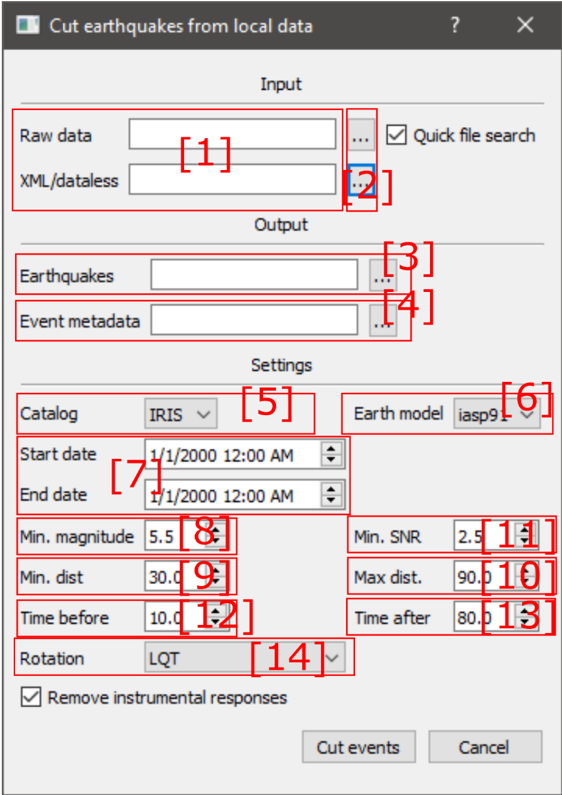 Cut earthquakes from local data ? ×
Input
Raw data [1] ... Quick file search
XML/dataless ... [2]
Output
Earthquakes ... [3]
Event metadata ... [4]
Settings
Catalog IRIS [5] Earth model iasp91 [6]
Start date 1/1/2000 12:00 AM
[7]
End date 1/1/2000 12:00 AM
Min. magnitude 5.5 [8] Min. SNR 2.5 [11]
Min. dist 30.0 [9] Max dist. 90.0 [10]
Time before 10.0 [12] Time after 80.0 [13]
Rotation LQT [14]
Remove instrumental responses
Cut events Cancel